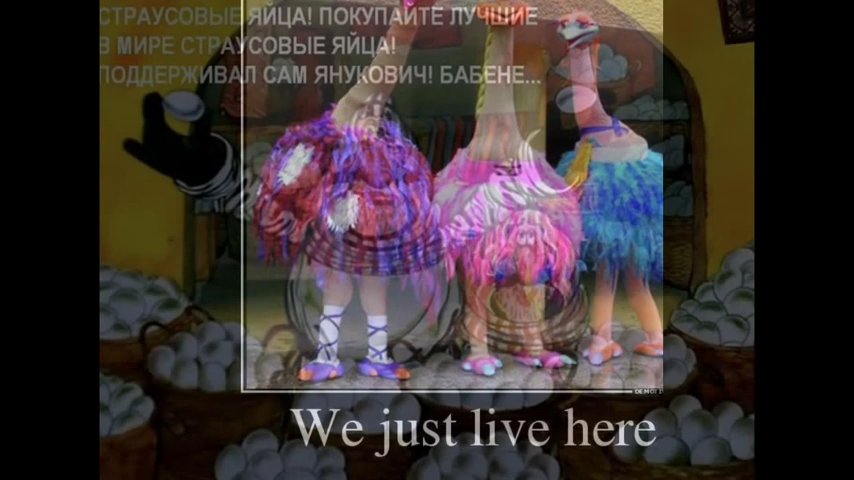 СТРАУСОВЫЕ ЯЙЦА! ПОКУПАЙТЕ ЛУЧШИЕ
В МИРЕ СТРАУСОВЫЕ ЯЙЦА!
ПОДДЕРЖИВАЛ САМ ЯНУКОВИЧ! БАБЕНЕ...
We just live here